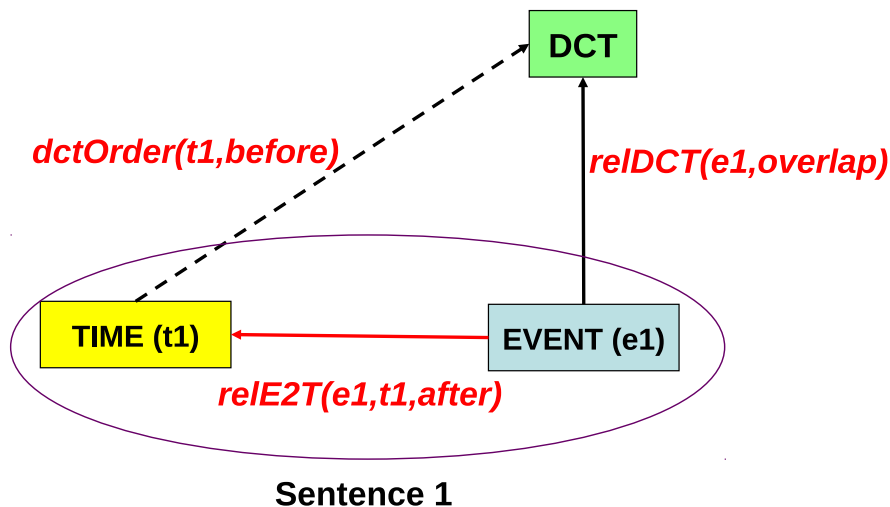 DCT
dctOrder(t1,before)
relDCT(e1,overlap)
TIME (t1)
EVENT (e1)
relE2T(e1,t1,after)
Sentence 1